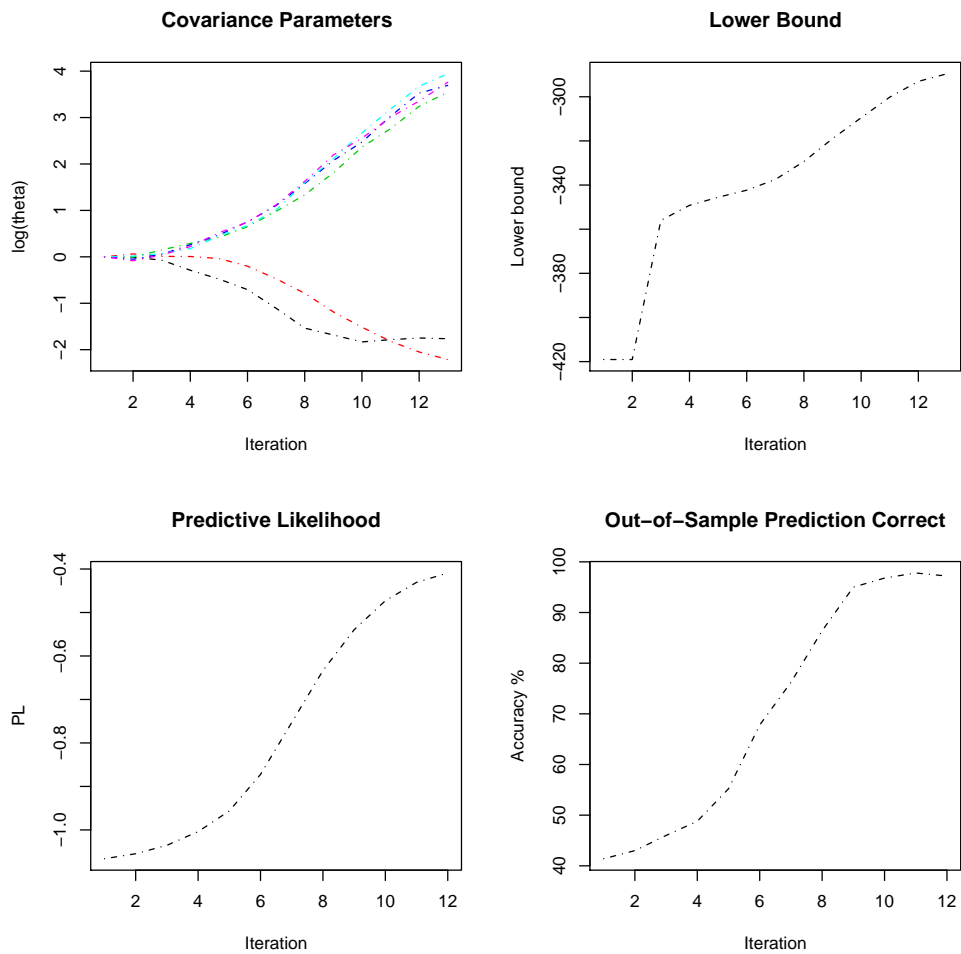 Covariance Parameters
log(theta)
4
3
2
1
0
−1
−2
2 4 6 8 10 12
Iteration
Lower Bound
Lower bound
−300
−340
−380
−420
2 4 6 8 10 12
Iteration
Predictive Likelihood
PL
−0.4
−0.6
−0.8
−1.0
2 4 6 8 10 12
Iteration
Out−of−Sample Prediction Correct
Accuracy %
100
90
80
70
60
50
40
2 4 6 8 10 12
Iteration